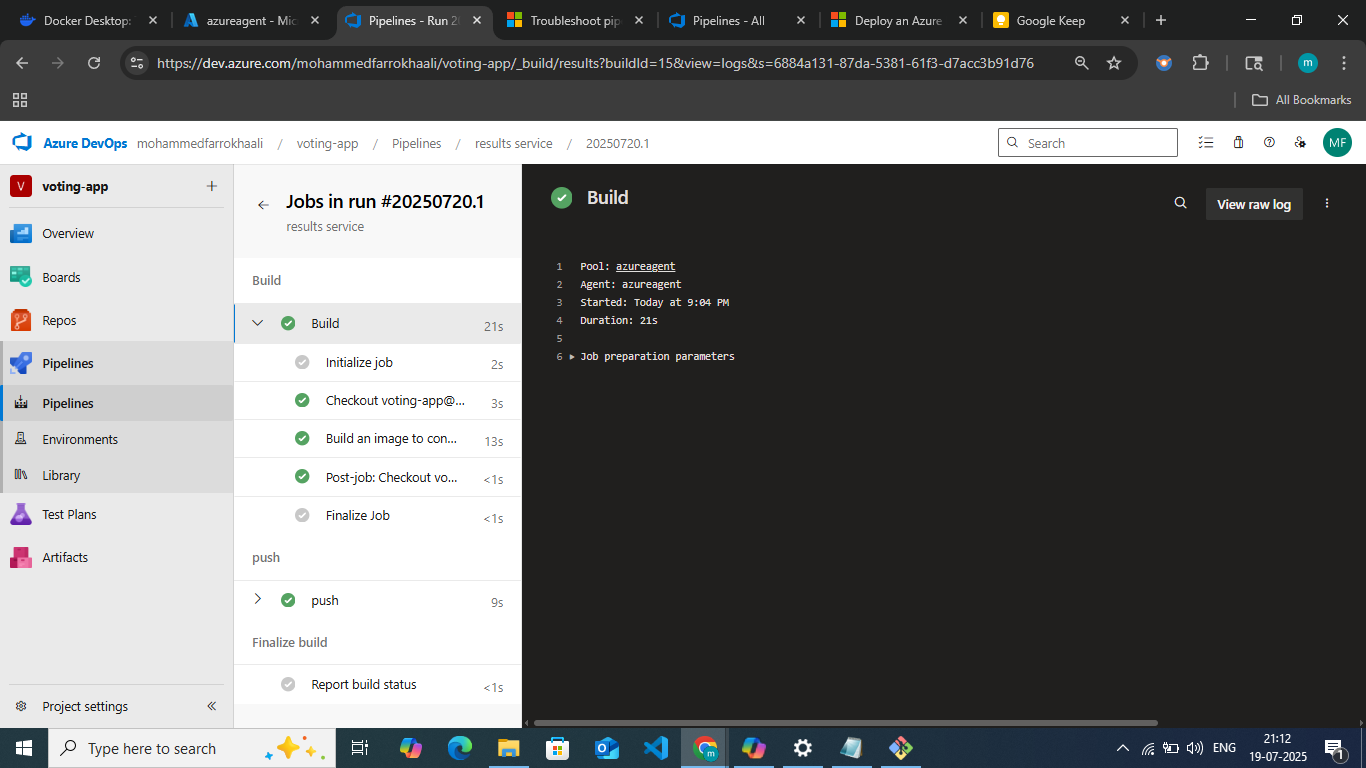 Docker Desktop:
azureagent - Mic
Pipelines - Run 20
Troubleshoot pip
Pipelines - All
Deploy an Azure
Google Keep
https://dev.azure.com/mohammedfarrokhaali/voting-app/_build/results?buildId=15&view=logs&s=6884a131-87da-5381-61f3-d7acc3b91d76
m
All Bookmarks
Azure DevOps mohammedfarrokhaali / voting-app / Pipelines / results service / 20250720.1
Search
MF
V voting-app
Overview
Boards
Repos
Pipelines
Pipelines
Environments
Library
Test Plans
Artifacts
Project settings
Jobs in run #20250720.1
results service
Build
Build 21s
Initialize job 2s
Checkout voting-app@... 3s
Build an image to con... 13s
Post-job: Checkout vo... <1s
Finalize Job <1s
push
push 9s
Finalize build
Report build status <1s
Build
View raw log
1 Pool: azureagent
2 Agent: azureagent
3 Started: Today at 9:04 PM
4 Duration: 21s
5
6 Job preparation parameters
Type here to search
ENG
21:12
19-07-2025
1